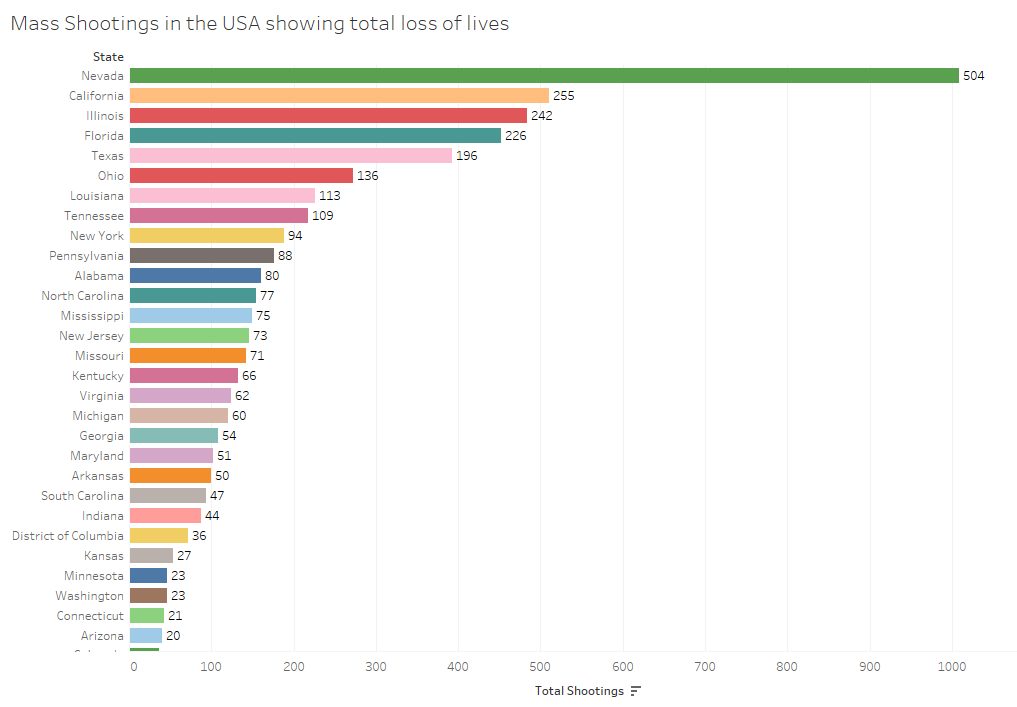 Mass Shootings in the USA showing total loss of lives
State
Nevada 504
California 255
Illinois 242
Florida 226
Texas 196
Ohio 136
Louisiana 113
Tennessee 109
New York 94
Pennsylvania 88
Alabama 80
North Carolina 77
Mississippi 75
New Jersey 73
Missouri 71
Kentucky 66
Virginia 62
Michigan 60
Georgia 54
Maryland 51
Arkansas 50
South Carolina 47
Indiana 44
District of Columbia 36
Kansas 27
Minnesota 23
Washington 23
Connecticut 21
Arizona 20
0 100 200 300 400 500 600 700 800 900 1000
Total Shootings